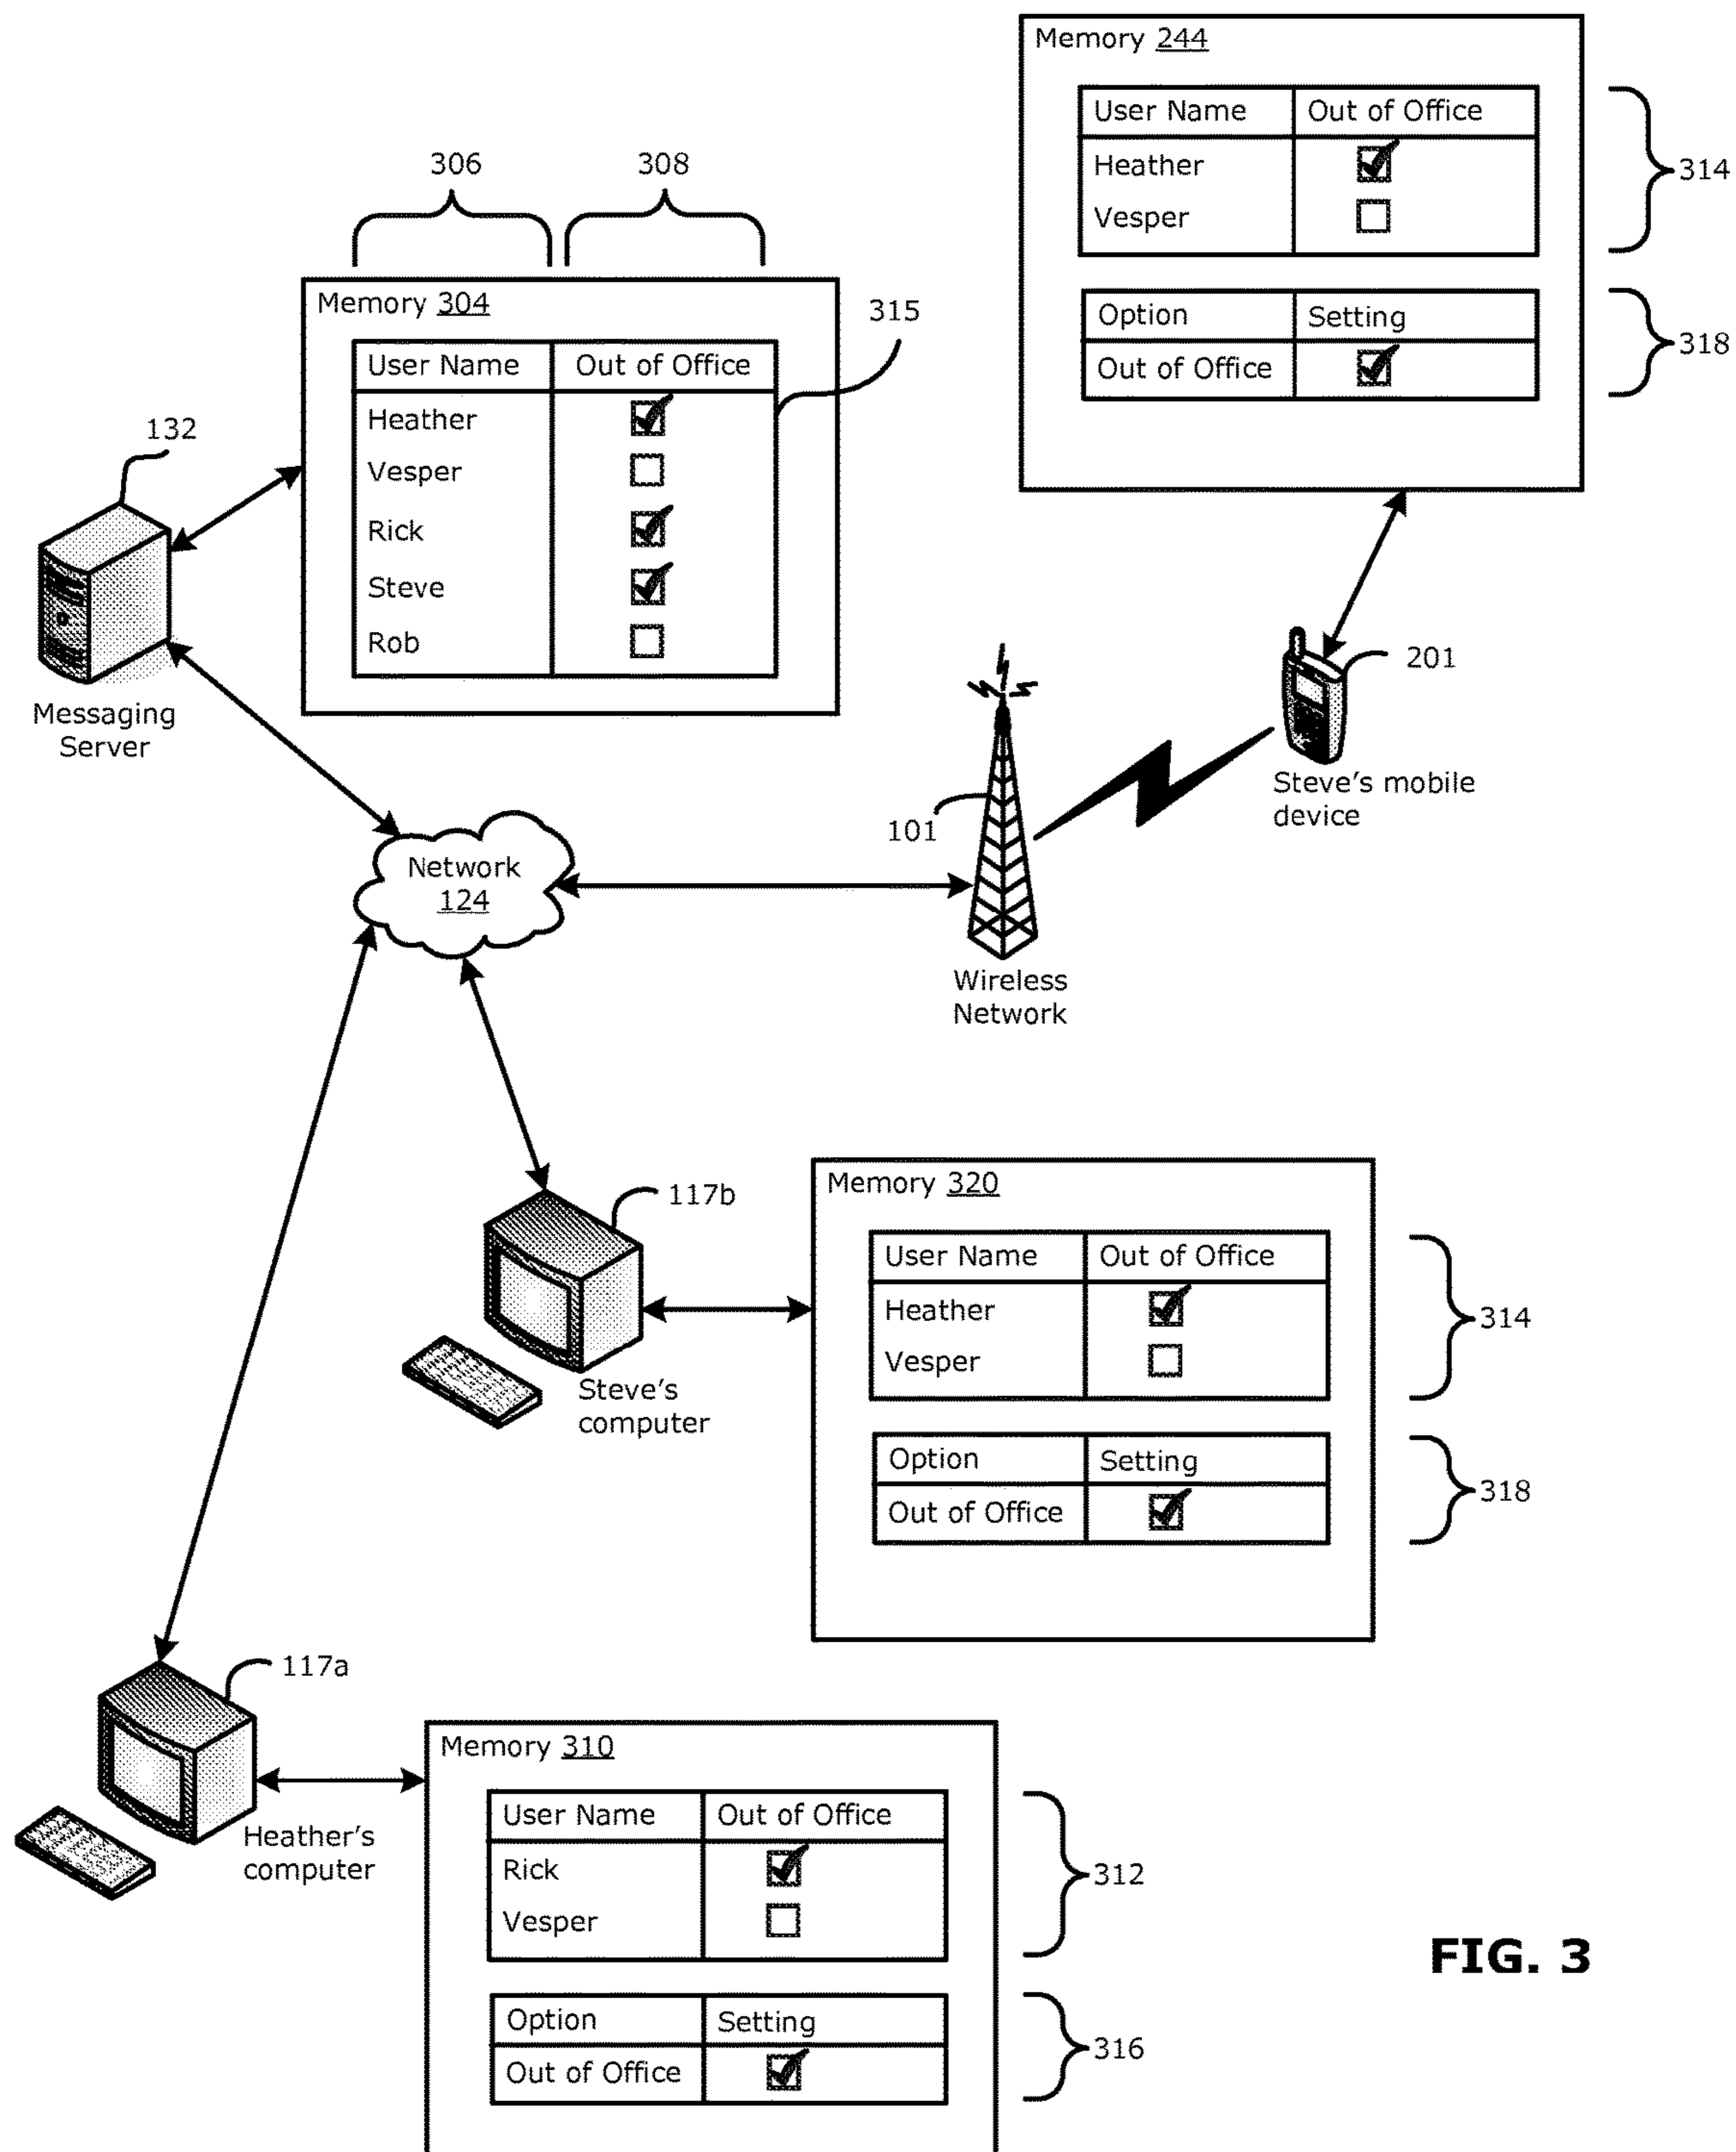 Memory 244
User Name Out of Office
Heather
Vesper
314
Option Setting
Out of Office
318
306 308
Memory 304
315
User Name Out of Office
Heather
Vesper
Rick
Steve
Rob
132
Messaging
Server
201
Steve's mobile
device
101
Network
124
Wireless
Network
117b
Steve's
computer
Memory 320
User Name Out of Office
Heather
Vesper
314
Option Setting
Out of Office
318
117a
Heather's
computer
Memory 310
User Name Out of Office
Rick
Vesper
312
Option Setting
Out of Office
316
FIG. 3